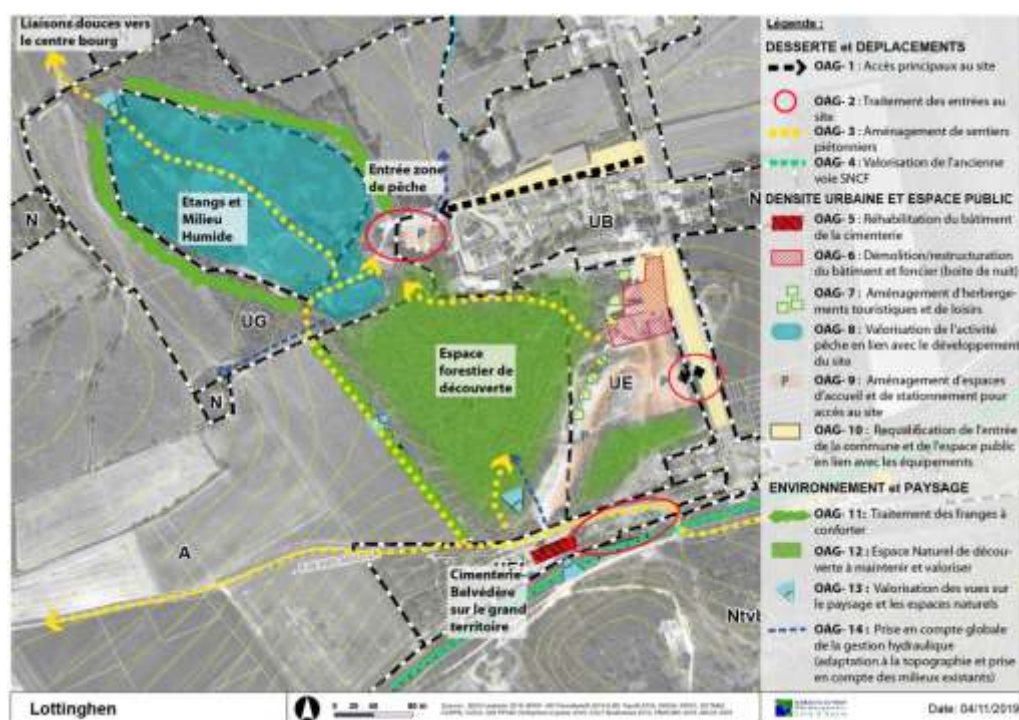 Liaisons douces vers
le centre bourg
Entrée zone
de pêche
Etangs et
Milieu
Humide
N
N
N
UB
UG
UE
A
Espace
forestier de
découverte
P
P
Cimenterie-
Belvédère
sur le grand
territoire
Légende :
DESSERTE et DEPLACEMENTS
OAG- 1 : Accès principaux au site
OAG- 2 : Traitement des entrées au
site
OAG- 3 : Aménagement de sentiers
piétonniers
OAG- 4 : Valorisation de l'ancienne
voie SNCF
DENSITE URBAINE ET ESPACE PUBLIC
OAG- 5 : Réhabilitation du bâtiment
de la cimenterie
OAG- 6 : Démolition/restructuration
du bâtiment et foncier (boite de nuit)
OAG- 7 : Aménagement d'herberge-
ments touristiques et de loisirs
OAG- 8 : Valorisation de l'activité
pêche en lien avec le développement
du site
P
OAG- 9 : Aménagement d'espaces
d'accueil et de stationnement pour
accès au site
OAG- 10 : Requalification de l'entrée
de la commune et de l'espace public
en lien avec les équipements
ENVIRONNEMENT et PAYSAGE
OAG- 11 : Traitement des franges à
conforter
OAG- 12 : Espace Naturel de décou-
verte à maintenir et valoriser
OAG- 13 : Valorisation des vues sur
le paysage et les espaces naturels
OAG- 14 : Prise en compte globale
de la gestion hydraulique
(adaptation à la topographie et prise
en compte des milieux existants)
Lottinghen
0 20 40 80 m
Date: 04/11/2019